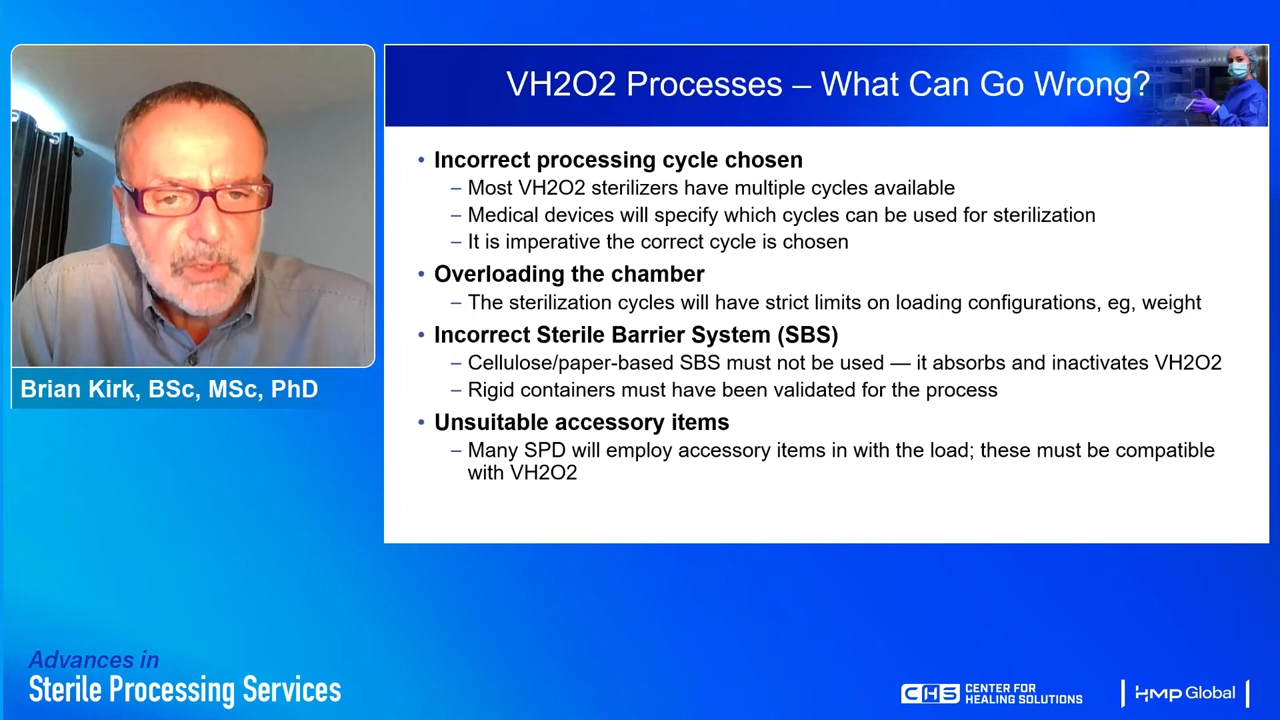 VH2O2 Processes – What Can Go Wrong?
• Incorrect processing cycle chosen
– Most VH2O2 sterilizers have multiple cycles available
– Medical devices will specify which cycles can be used for sterilization
– It is imperative the correct cycle is chosen
• Overloading the chamber
– The sterilization cycles will have strict limits on loading configurations, eg, weight
• Incorrect Sterile Barrier System (SBS)
– Cellulose/paper-based SBS must not be used — it absorbs and inactivates VH2O2
– Rigid containers must have been validated for the process
• Unsuitable accessory items
– Many SPD will employ accessory items in with the load; these must be compatible
with VH2O2
Brian Kirk, BSc, MSc, PhD
Advances in
Sterile Processing Services
CHS CENTER FOR
HEALING SOLUTIONS
HMP Global